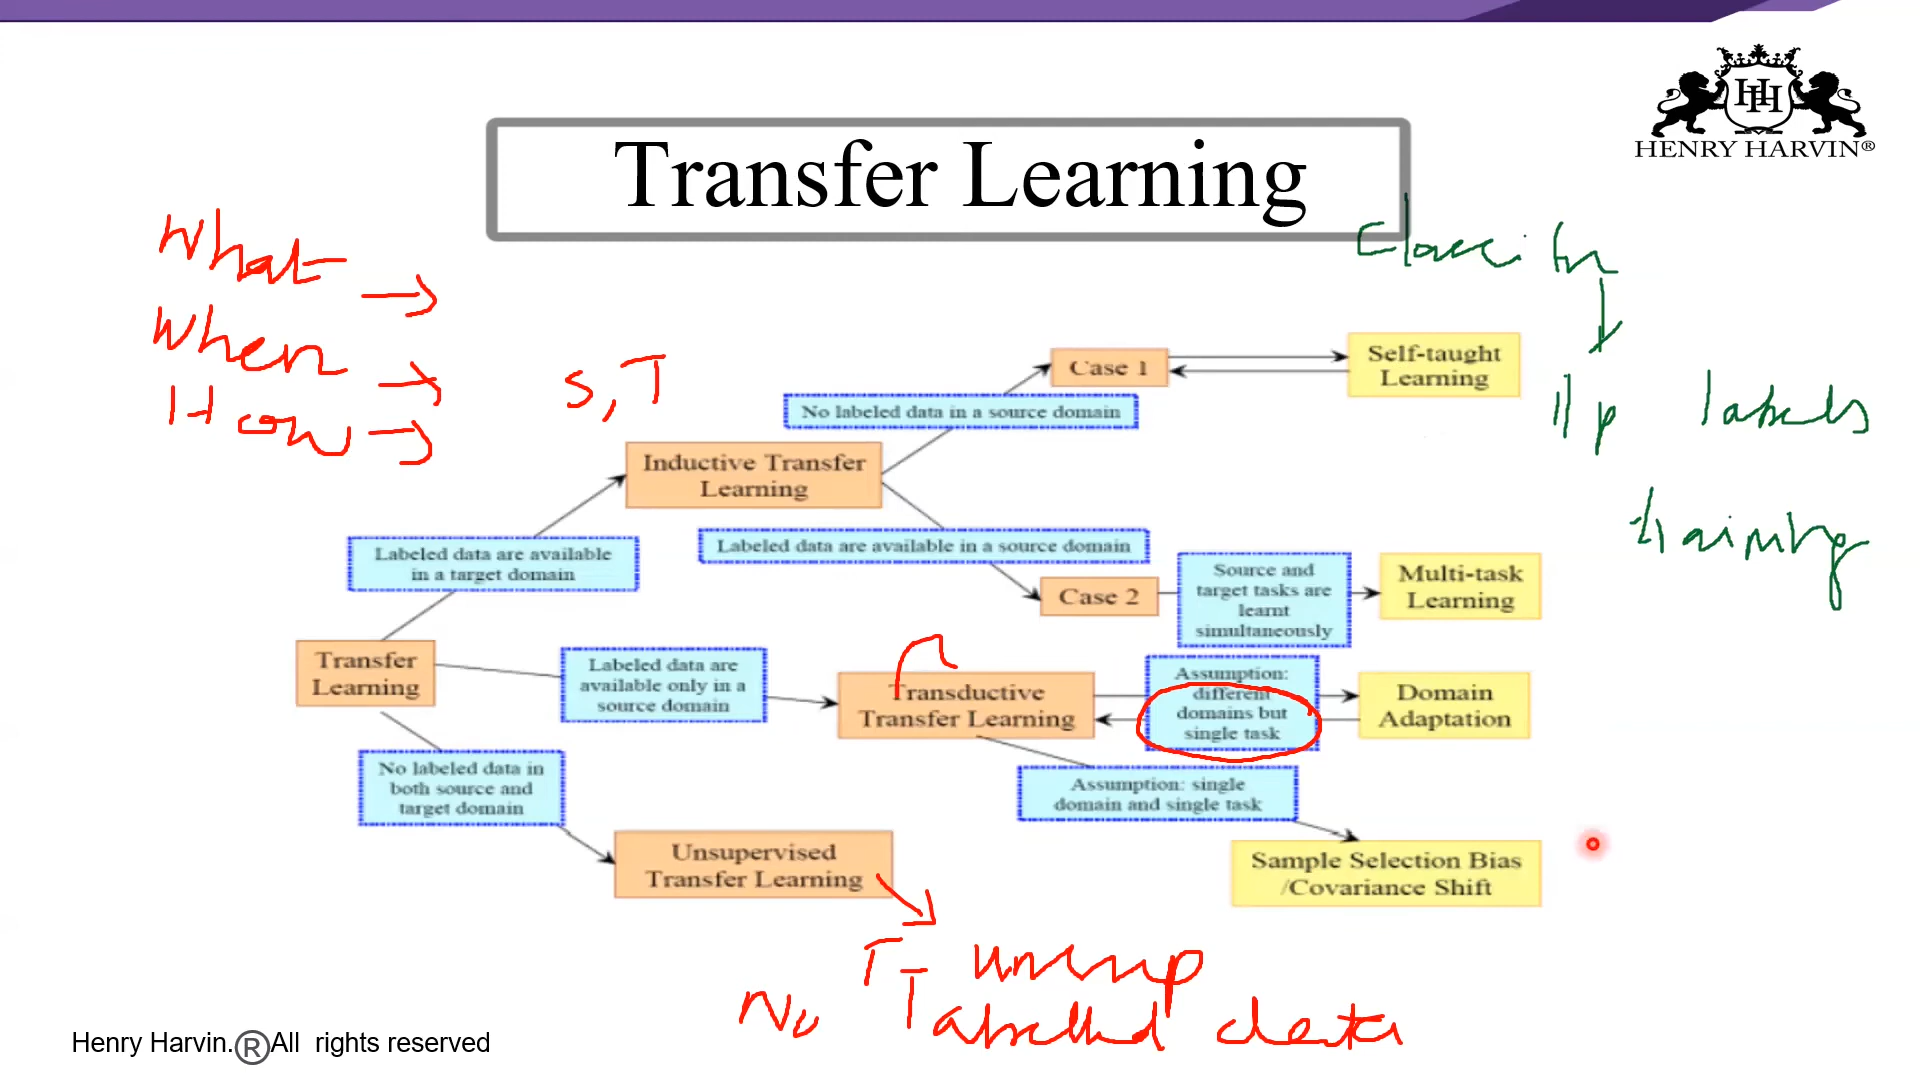 HH
HENRY HARVIN®
Transfer Learning
What →
When →
How →
S, T
I/p labels
training
Case 1
Self-taught
Learning
No labeled data in a source domain
Inductive Transfer
Learning
Labeled data are available
in a target domain
Labeled data are available in a source domain
Case 2
Source and
target tasks are
learnt
simultaneously
Multi-task
Learning
Transfer
Learning
Labeled data are
available only in a
source domain
Transductive
Transfer Learning
Assumption:
different
domains but
single task
Domain
Adaptation
No labeled data in
both source and
target domain
Assumption: single
domain and single task
Unsupervised
Transfer Learning
Sample Selection Bias
/Covariance Shift
unsup
No labelled data
Henry Harvin.®All rights reserved